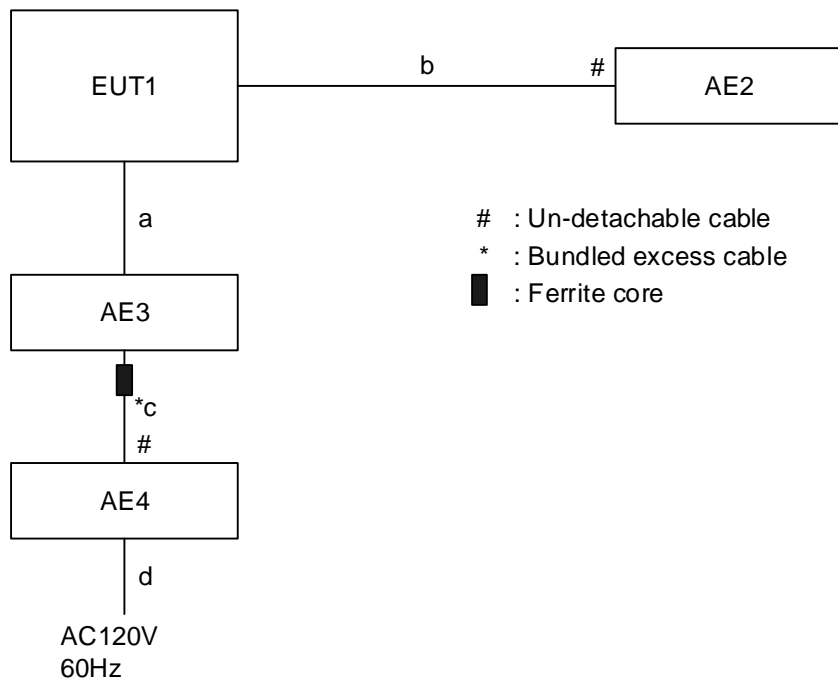 EUT1
b
#
AE2
a
# : Un-detachable cable
* : Bundled excess cable
: Ferrite core
AE3
*c
#
AE4
d
AC120V
60Hz